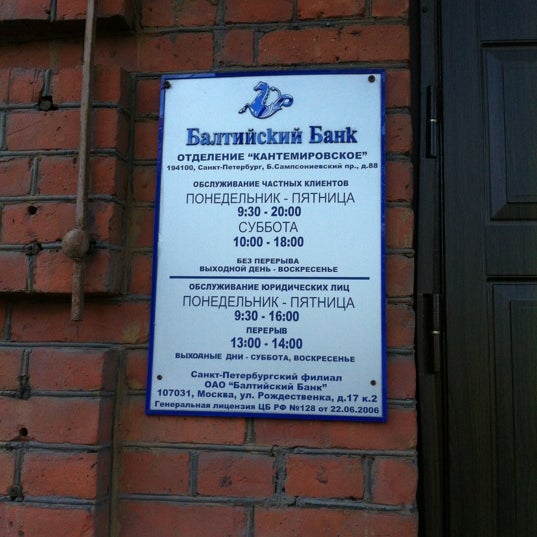 Балтийский Банк
ОТДЕЛЕНИЕ "КАНТЕМИРОВСКОЕ"
194100, Санкт-Петербург, Б.Сампсониевский пр., д.88
ОБСЛУЖИВАНИЕ ЧАСТНЫХ КЛИЕНТОВ
ПОНЕДЕЛЬНИК - ПЯТНИЦА
9:30 - 20:00
СУББОТА
10:00 - 18:00
БЕЗ ПЕРЕРЫВА
ВЫХОДНОЙ ДЕНЬ - ВОСКРЕСЕНЬЕ
ОБСЛУЖИВАНИЕ ЮРИДИЧЕСКИХ ЛИЦ
ПОНЕДЕЛЬНИК - ПЯТНИЦА
9:30 - 16:00
ПЕРЕРЫВ
13:00 - 14:00
ВЫХОДНЫЕ ДНИ - СУББОТА, ВОСКРЕСЕНЬЕ
Санкт-Петербургский филиал
ОАО "Балтийский Банк"
107031, Москва, ул. Рождественка, д.17 к.2
Генеральная лицензия ЦБ РФ №128 от 22.06.2006